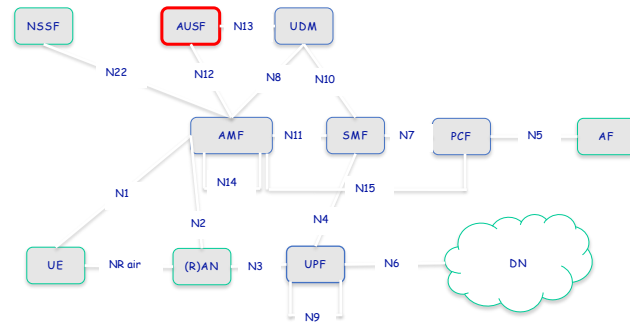 NSSF
AUSF
N13
UDM
N22
N12
N8
N10
AMF
N11
SMF
N7
PCF
N5
AF
N14
N15
N1
N2
N4
UE
NR air
(R)AN
N3
UPF
N6
DN
N9